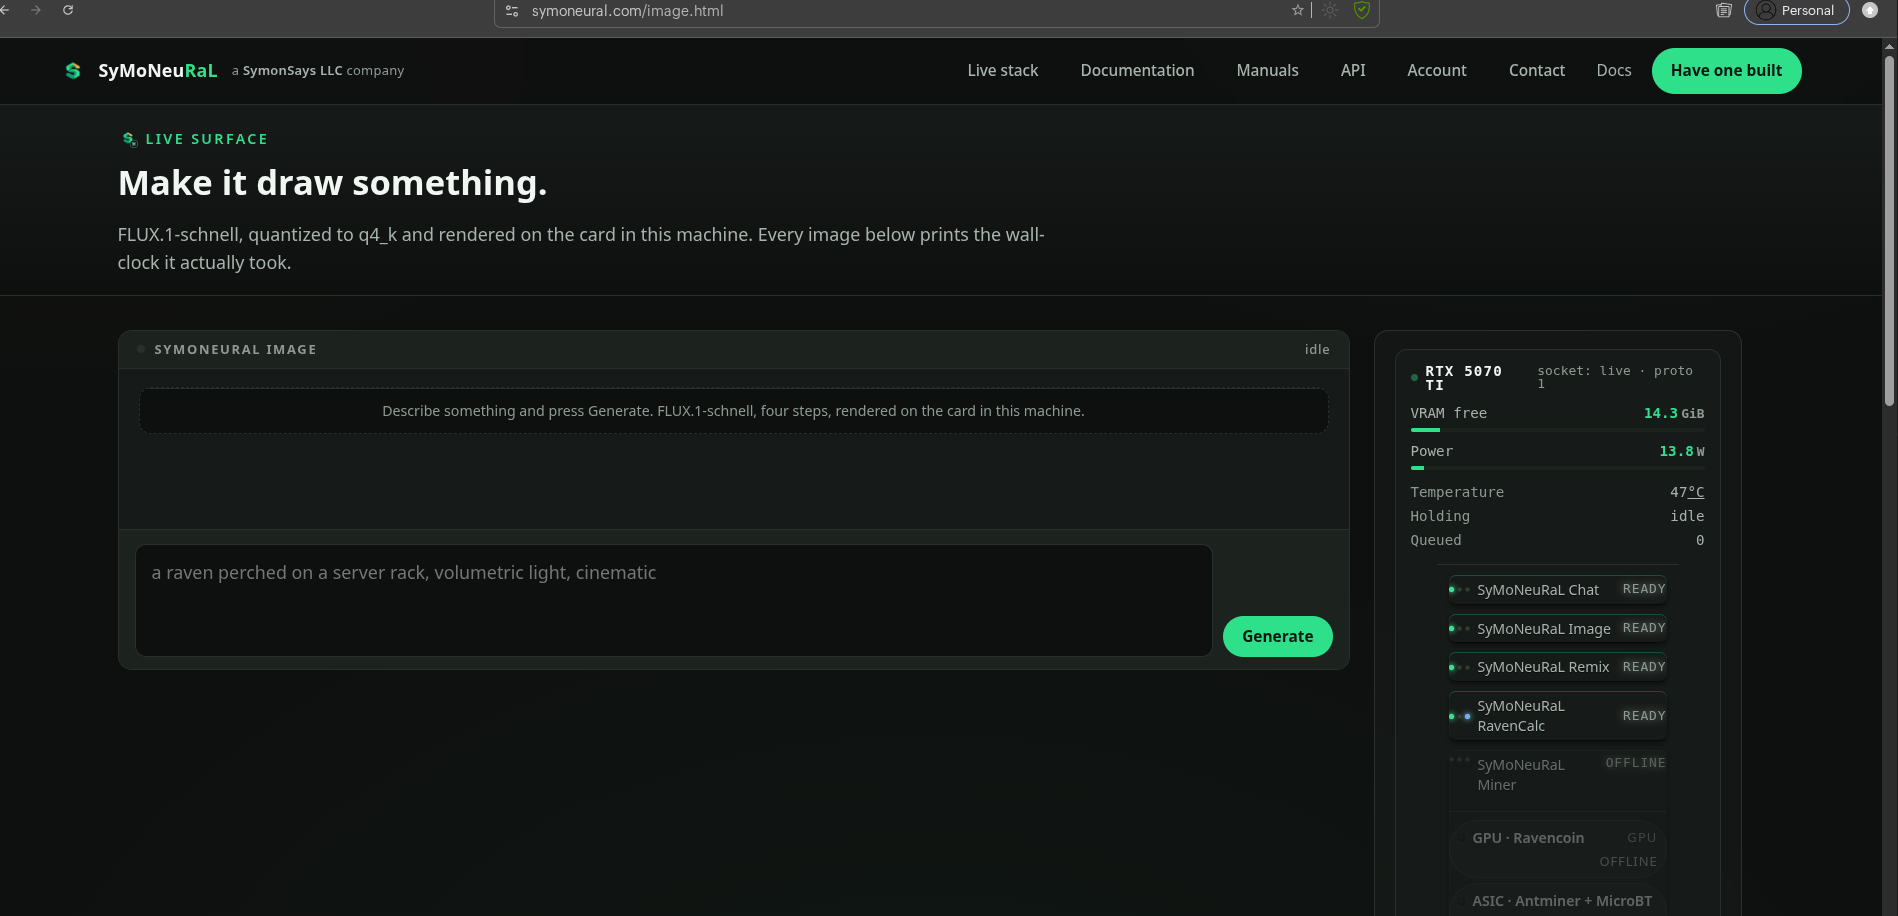 symoneural.com/image.html
Personal
SyMoNeuRaL a SymonSays LLC company
Live stack Documentation Manuals API Account Contact Docs Have one built
LIVE SURFACE
Make it draw something.
FLUX.1-schnell, quantized to q4_k and rendered on the card in this machine. Every image below prints the wall-
clock it actually took.
SYMONEURAL IMAGE idle
Describe something and press Generate. FLUX.1-schnell, four steps, rendered on the card in this machine.
a raven perched on a server rack, volumetric light, cinematic
Generate
RTX 5070
TI
socket: live · proto
1
VRAM free 14.3 GiB
Power 13.8 W
Temperature 47°C
Holding idle
Queued 0
SyMoNeuRaL Chat READY
SyMoNeuRaL Image READY
SyMoNeuRaL Remix READY
SyMoNeuRaL
RavenCalc
READY
SyMoNeuRaL
Miner
OFFLINE
GPU · Ravencoin GPU
OFFLINE
ASIC · Antminer + MicroBT